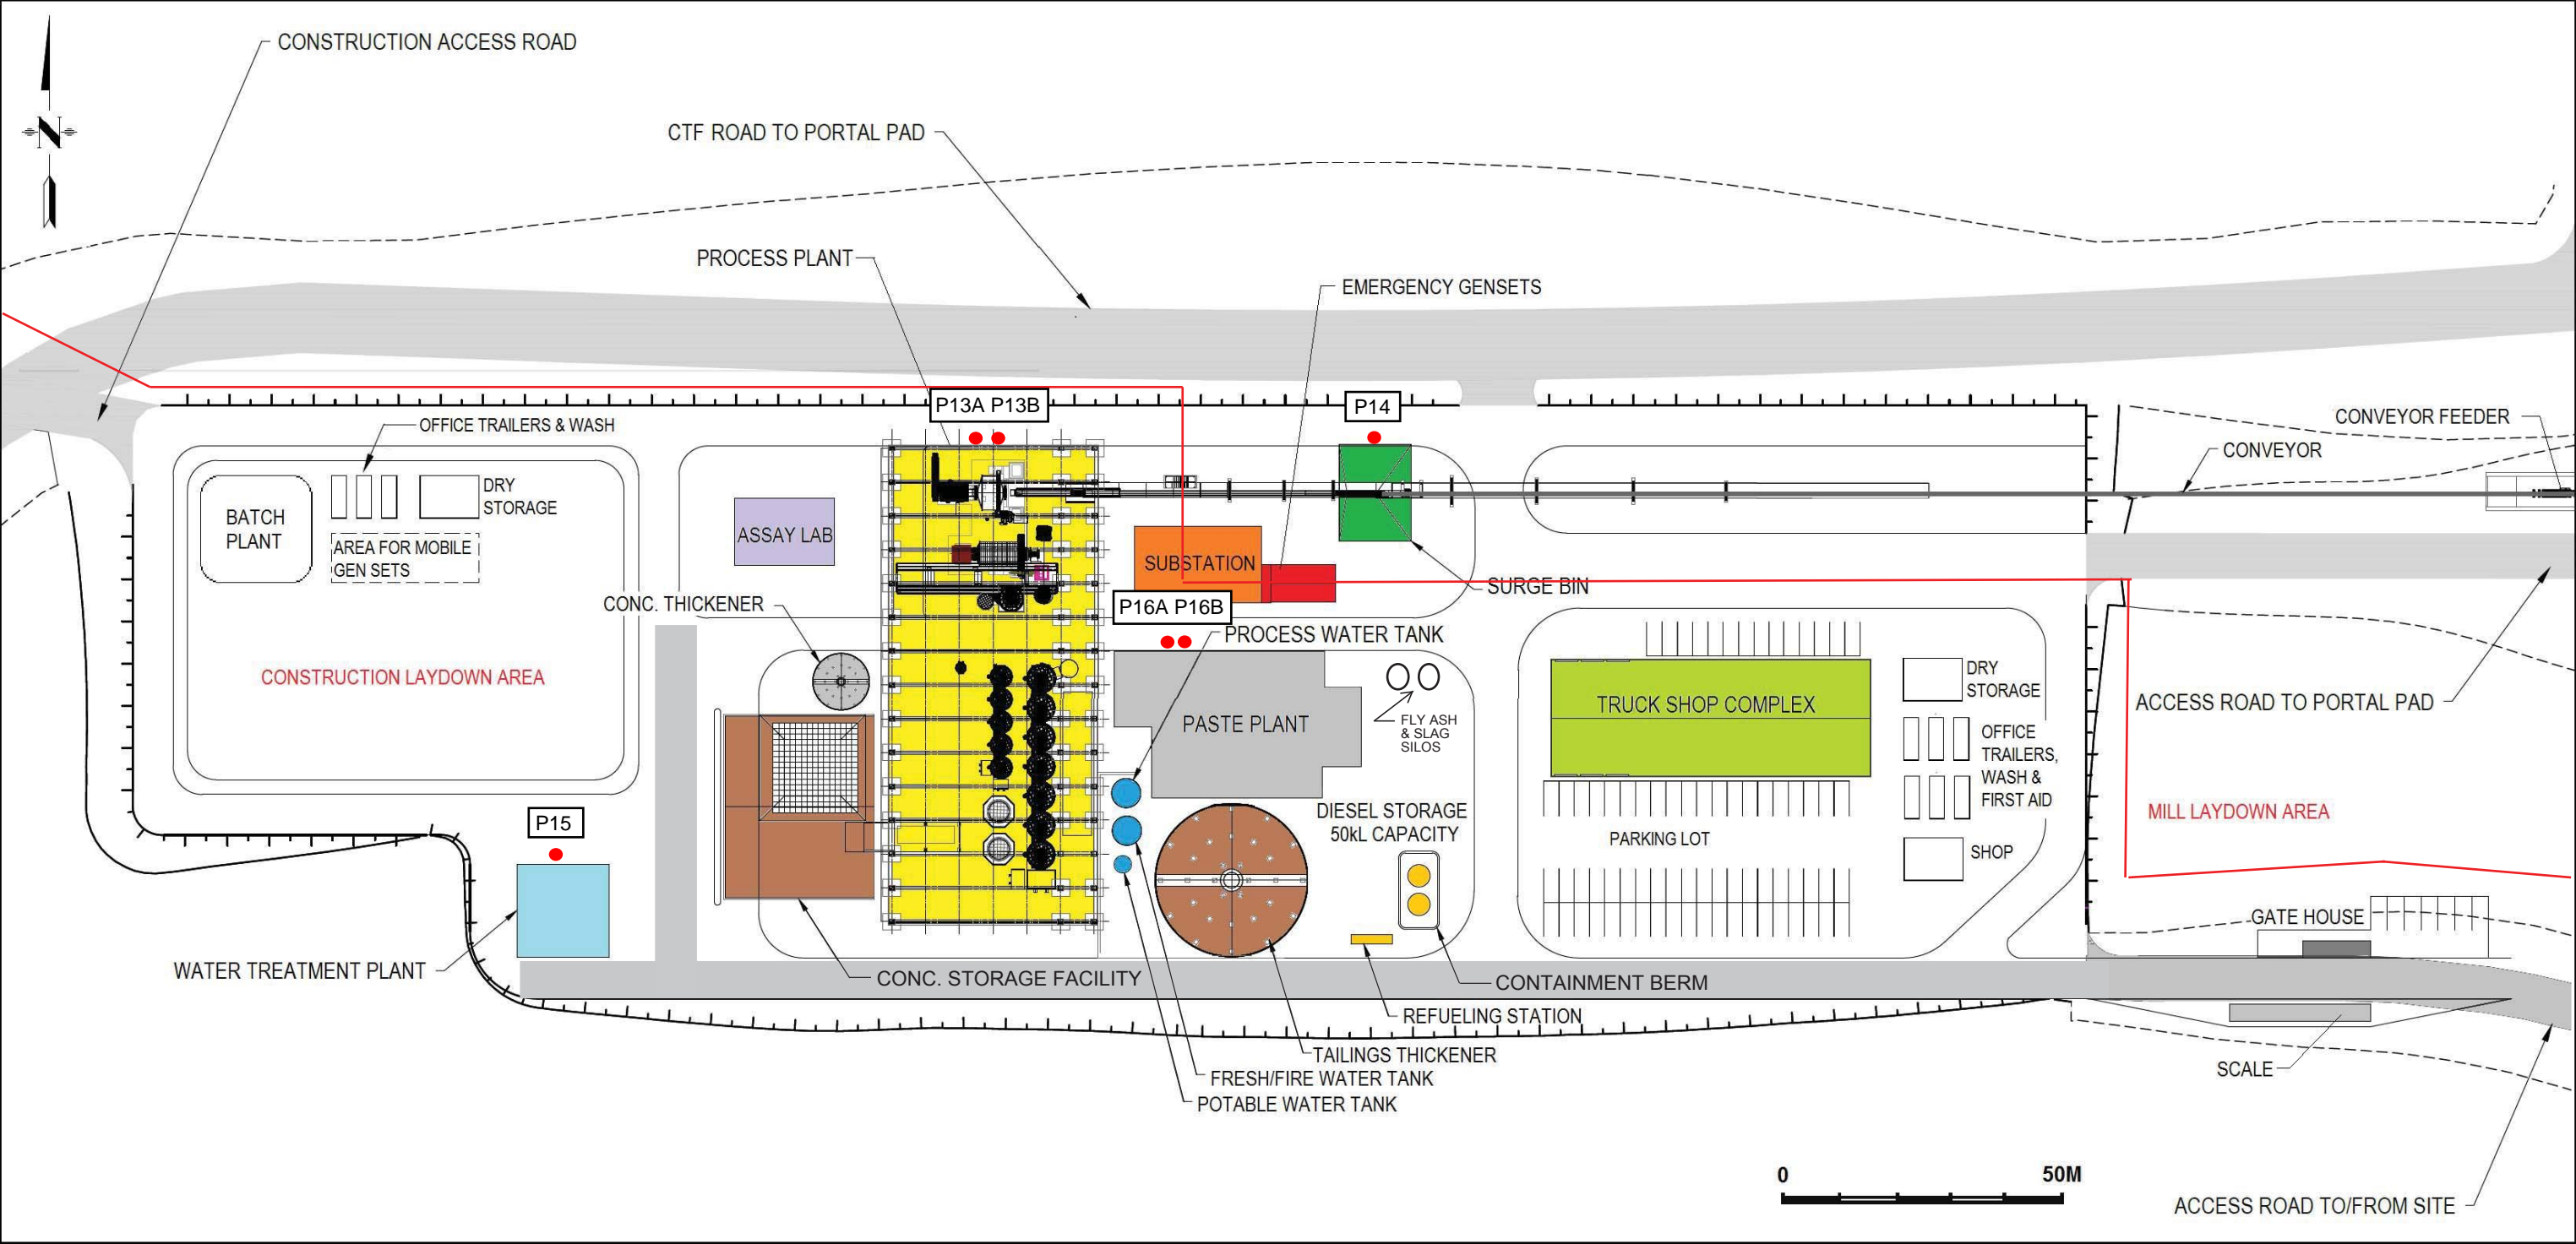 CONSTRUCTION ACCESS ROAD
N
CTF ROAD TO PORTAL PAD
PROCESS PLANT
EMERGENCY GENSETS
P13A P13B
P14
CONVEYOR FEEDER
OFFICE TRAILERS & WASH
CONVEYOR
DRY
STORAGE
BATCH
PLANT
ASSAY LAB
AREA FOR MOBILE
GEN SETS
SUBSTATION
SURGE BIN
CONC. THICKENER
P16A P16B
PROCESS WATER TANK
CONSTRUCTION LAYDOWN AREA
DRY
STORAGE
ACCESS ROAD TO PORTAL PAD
TRUCK SHOP COMPLEX
PASTE PLANT
FLY ASH
& SLAG
SILOS
OFFICE
TRAILERS,
WASH &
FIRST AID
DIESEL STORAGE
50kL CAPACITY
MILL LAYDOWN AREA
P15
PARKING LOT
SHOP
GATE HOUSE
WATER TREATMENT PLANT
CONC. STORAGE FACILITY
CONTAINMENT BERM
REFUELING STATION
TAILINGS THICKENER
FRESH/FIRE WATER TANK
POTABLE WATER TANK
SCALE
0 50M
ACCESS ROAD TO/FROM SITE